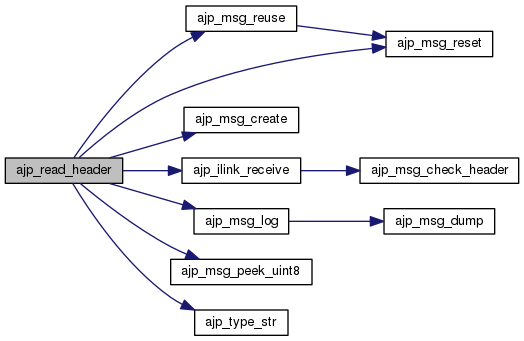 ajp_msg_reuse
ajp_msg_reset
ajp_msg_create
ajp_read_header
ajp_ilink_receive
ajp_msg_check_header
ajp_msg_log
ajp_msg_dump
ajp_msg_peek_uint8
ajp_type_str